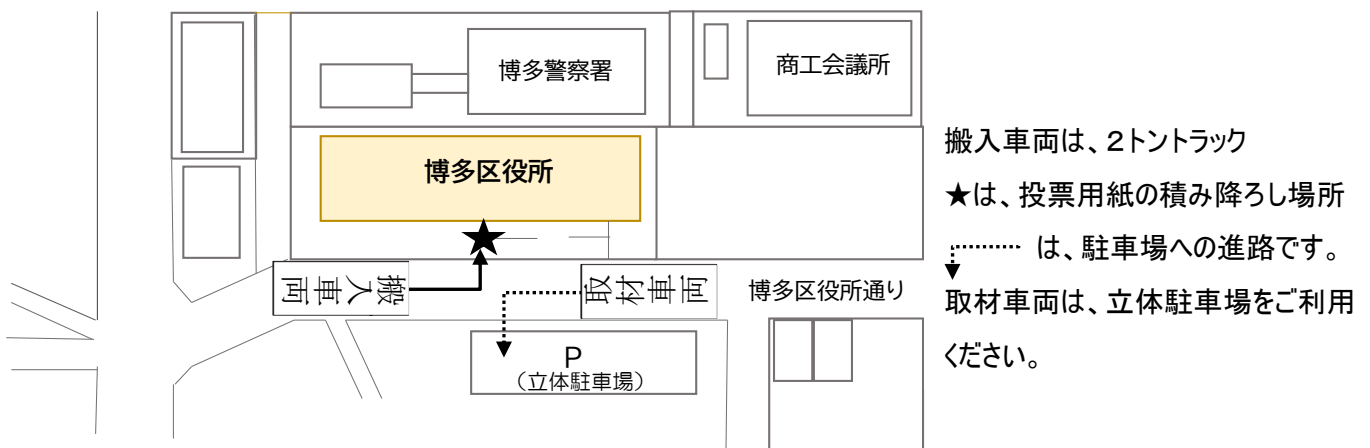 博多警察署
商工会議所
博多区役所
★
搬入車両
取材車両
博多区役所通り
P
（立体駐車場）
搬入車両は、２トントラック
★は、投票用紙の積み降ろし場所
は、駐車場への進路です。
取材車両は、立体駐車場をご利用
ください。